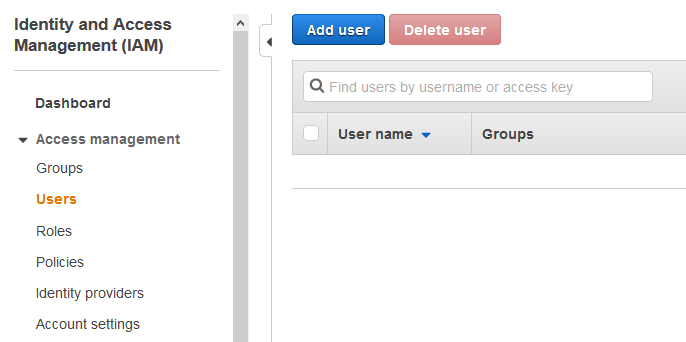 Identity and Access
Management (IAM)
Dashboard
Access management
Groups
Users
Roles
Policies
Identity providers
Account settings
Add user
Delete user
Find users by username or access key
User name
Groups